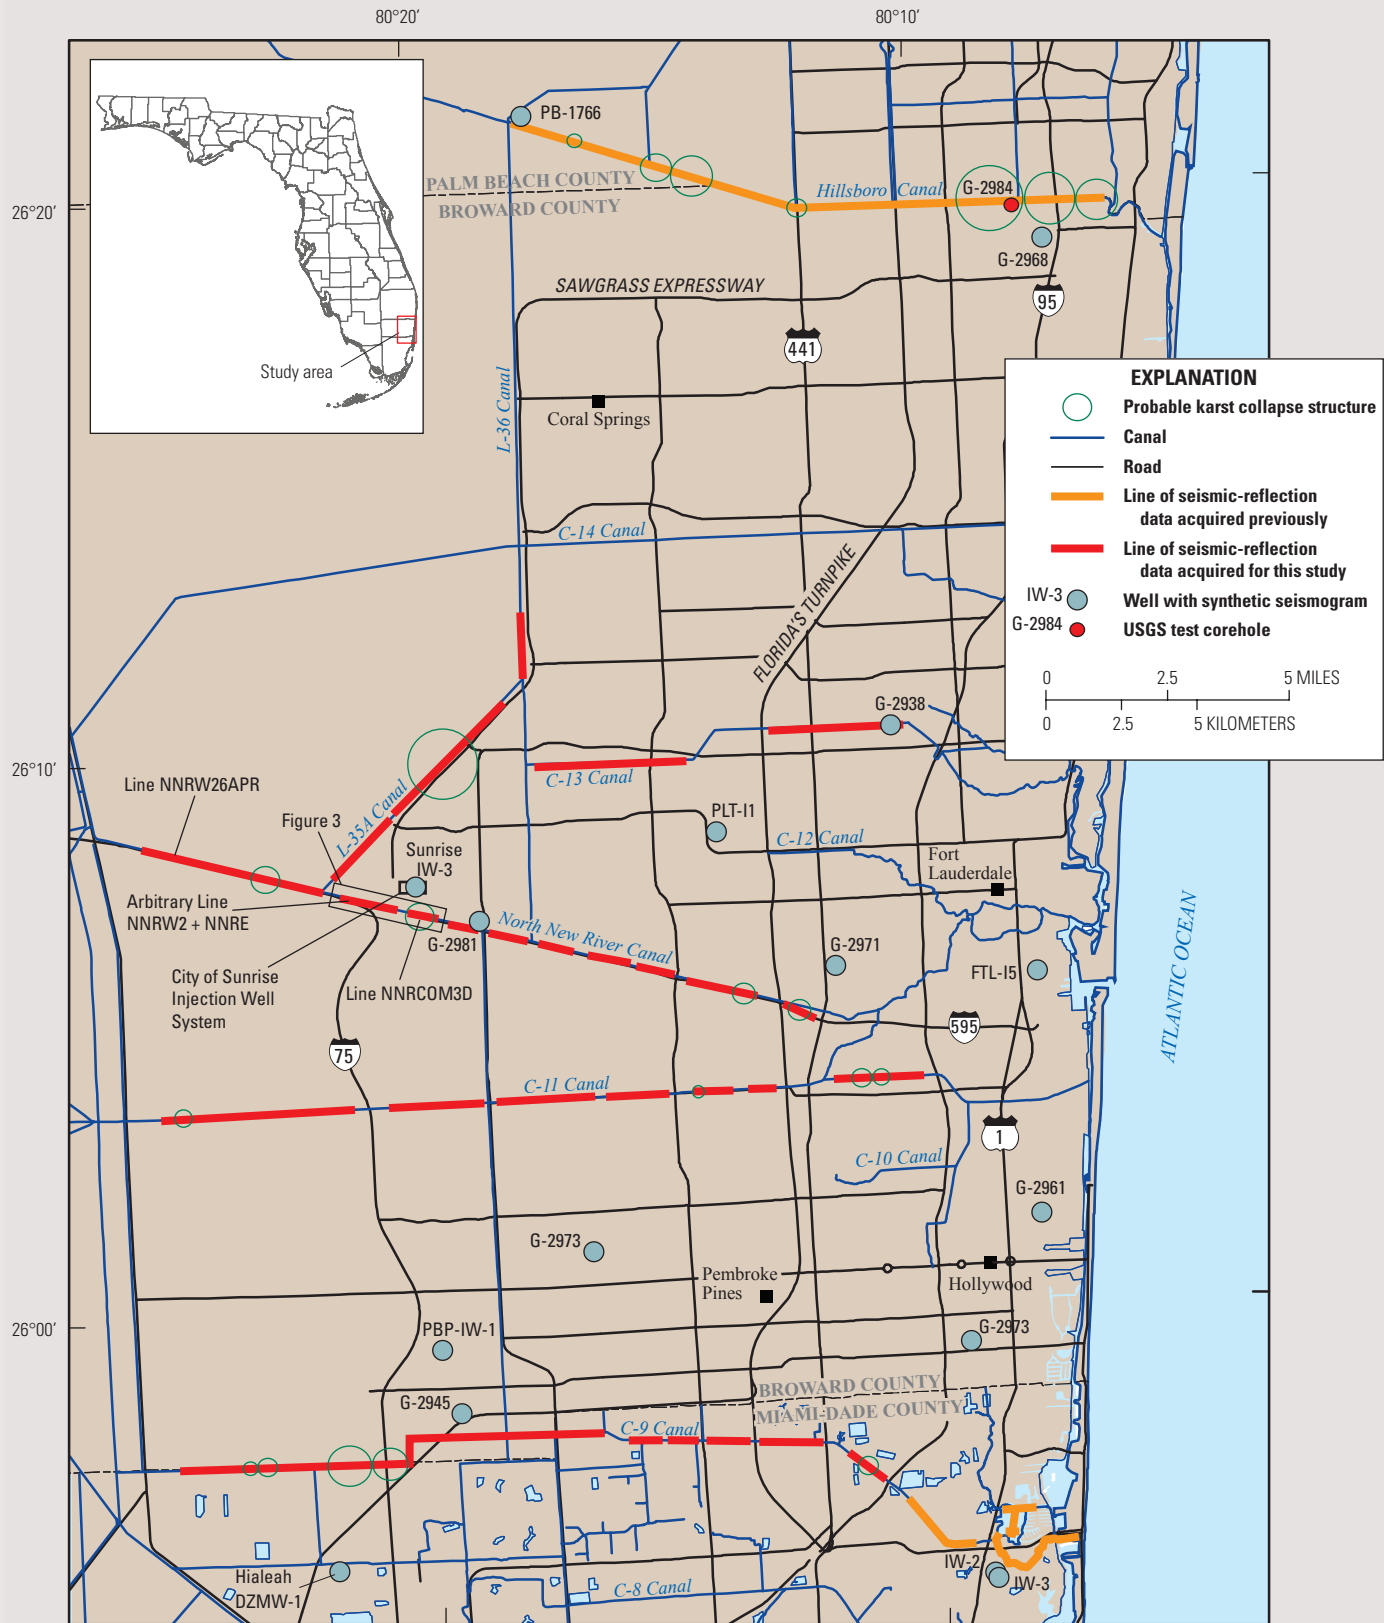 80°20′
80°10′
PB-1766
PALM BEACH COUNTY
BROWARD COUNTY
Hillsboro Canal
G-2984
26°20′
G-2968
SAWGRASS EXPRESSWAY
95
441
Study area
L-36 Canal
Coral Springs
EXPLANATION
Probable karst collapse structure
Canal
Road
Line of seismic-reflection
data acquired previously
Line of seismic-reflection
data acquired for this study
IW-3
Well with synthetic seismogram
G-2984
USGS test corehole
0 2.5 5 MILES
0 2.5 5 KILOMETERS
C-14 Canal
FLORIDA'S TURNPIKE
G-2938
26°10′
C-13 Canal
Line NNRW26APR
L-35A Canal
Figure 3
PLT-I1
C-12 Canal
Sunrise
IW-3
Fort
Lauderdale
Arbitrary Line
NNRW2 + NNRE
G-2981
North New River Canal
G-2971
FTL-I5
City of Sunrise
Injection Well
System
Line NNRCOM3D
ATLANTIC OCEAN
595
75
C-11 Canal
1
C-10 Canal
G-2961
G-2973
Pembroke
Pines
Hollywood
26°00′
PBP-IW-1
G-2973
BROWARD COUNTY
MIAMI-DADE COUNTY
G-2945
C-9 Canal
Hialeah
DZMW-1
IW-2
IW-3
C-8 Canal